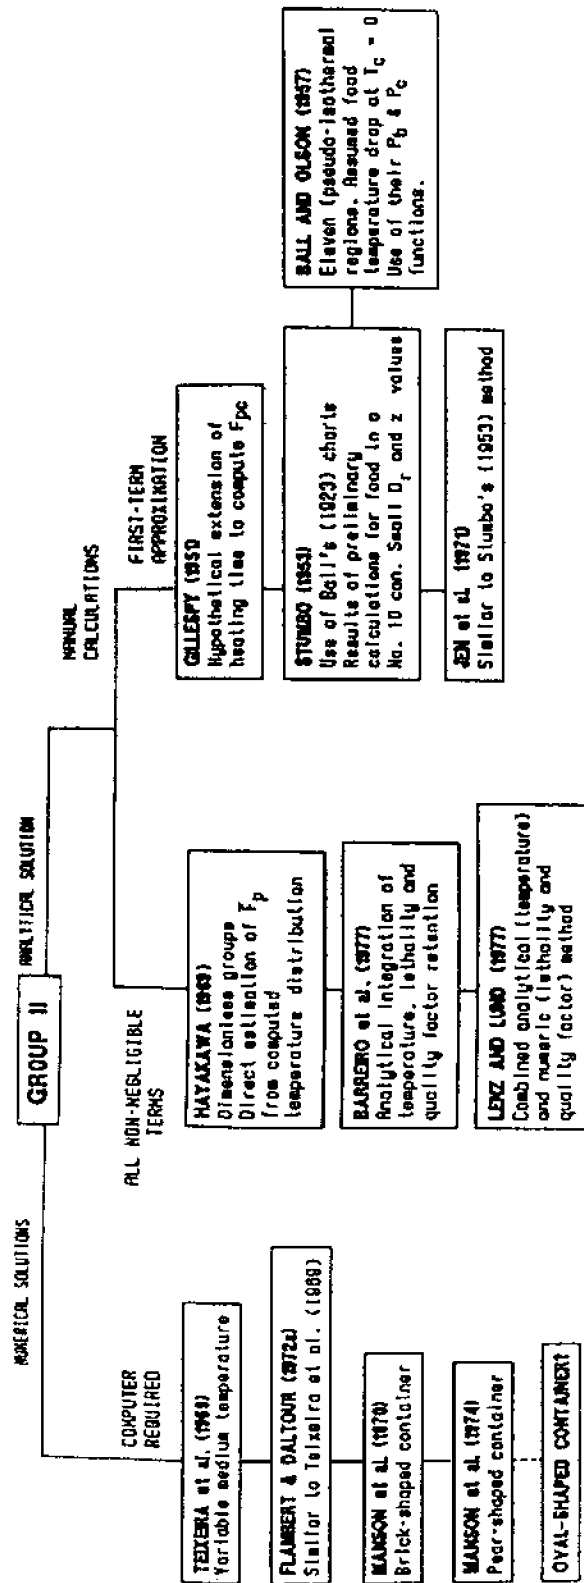 GROUP II
NUMERICAL SOLUTIONS
ANALYTICAL SOLUTION
COMPUTER
REQUIRED
ALL NON-NEGLIGIBLE
TERMS
MANUAL
CALCULATIONS
FIRST-TERM
APPROXIMATION
TEIXEIRA et al. (1969)
Variable medium temperature
FLAMBERT & DALTOUR (1972a)
Similar to Teixeira et al. (1969)
MANSON et al (1970)
Brick-shaped container
MANSON et al (1974)
Pear-shaped container
OVAL-SHAPED CONTAINER?
HAYAKAWA (1969)
Dimensionless groups
Direct estimation of F̄p
from computed
temperature distribution
BARREIRO et al. (1977)
Analytical integration of
temperature, lethality and
quality factor retention
LENZ AND LUND (1977)
Combined analytical (temperature)
and numeric (lethality and
quality factor) method
GILLESPY (1951)
Hypothetical extension of
heating time to compute Fpc
STUMBO (1953)
Use of Ball's (1923) charts
Results of preliminary
calculations for food in a
No. 10 can. Small Dr and z values
JEN et al. (1971)
Similar to Stumbo's (1953) method
BALL AND OLSON (1957)
Eleven (pseudo-isothermal
regions. Assumed food
temperature drop at Tc = 0
Use of their Pb & Pc
functions.